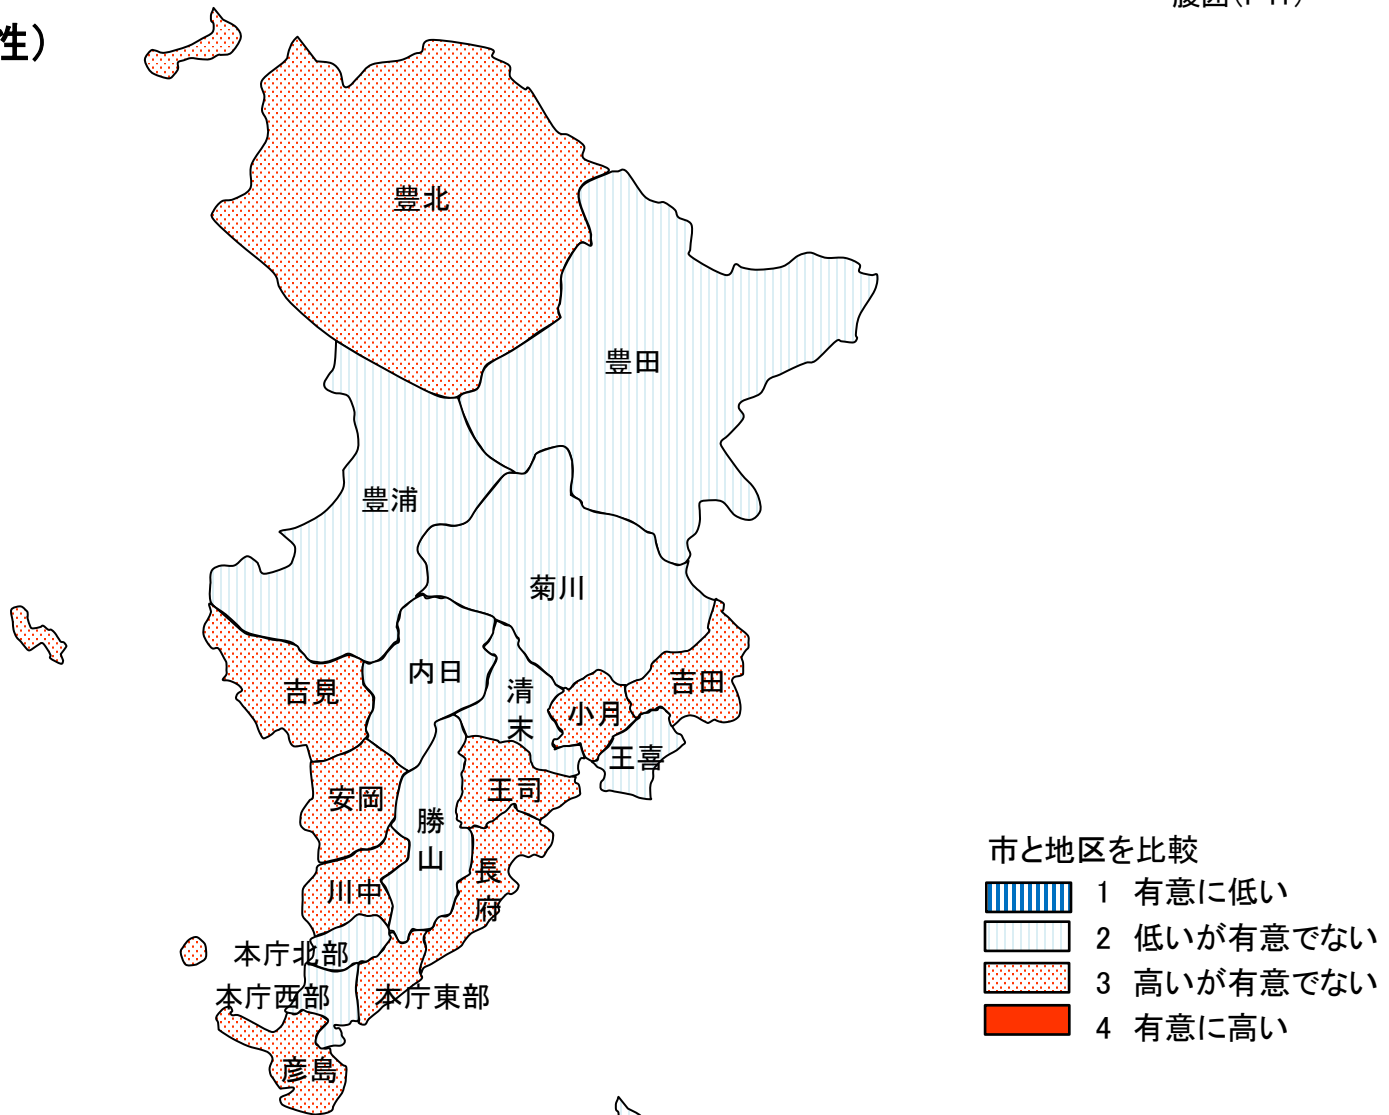 性）
豊北
豊田
豊浦
菊川
内日
清末
吉見
小月
吉田
王喜
安岡
王司
勝山
長府
川中
本庁北部
本庁西部
本庁東部
彦島
市と地区を比較
1 有意に低い
2 低いが有意でない
3 高いが有意でない
4 有意に高い